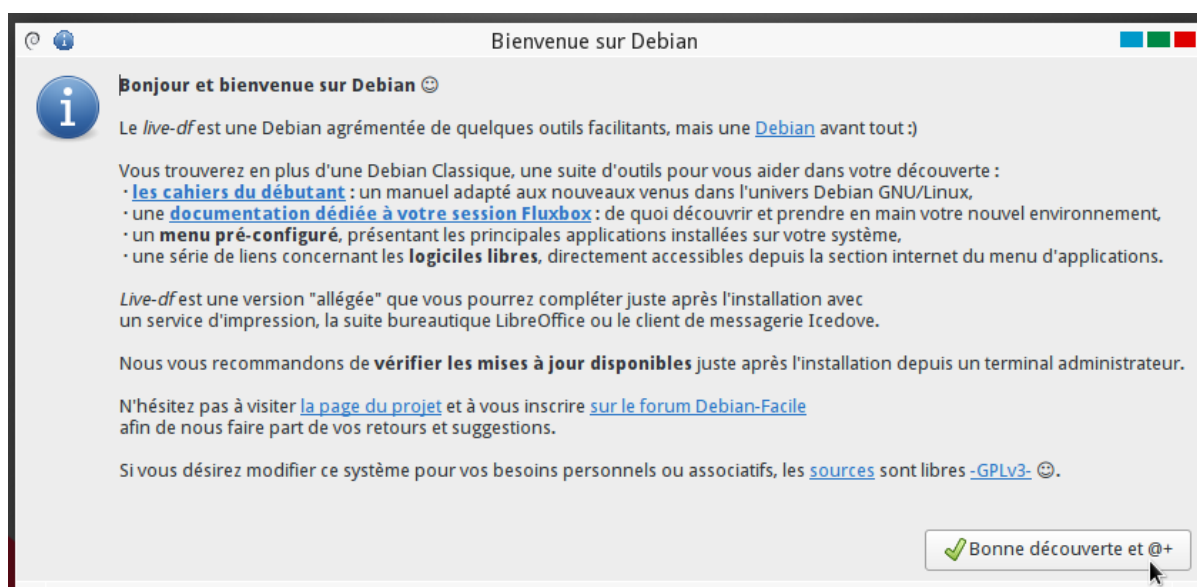 Bienvenue sur Debian
Bonjour et bienvenue sur Debian ☺
Le live-df est une Debian agrémentée de quelques outils facilitants, mais une Debian avant tout :)
Vous trouverez en plus d'une Debian Classique, une suite d'outils pour vous aider dans votre découverte :
· les cahiers du débutant : un manuel adapté aux nouveaux venus dans l'univers Debian GNU/Linux,
· une documentation dédiée à votre session Fluxbox : de quoi découvrir et prendre en main votre nouvel environnement,
· un menu pré-configuré, présentant les principales applications installées sur votre système,
· une série de liens concernant les logiciels libres, directement accessibles depuis la section internet du menu d'applications.
Live-df est une version "allégée" que vous pourrez compléter juste après l'installation avec
un service d'impression, la suite bureautique LibreOffice ou le client de messagerie Icedove.
Nous vous recommandons de vérifier les mises à jour disponibles juste après l'installation depuis un terminal administrateur.
N'hésitez pas à visiter la page du projet et à vous inscrire sur le forum Debian-Facile
afin de nous faire part de vos retours et suggestions.
Si vous désirez modifier ce système pour vos besoins personnels ou associatifs, les sources sont libres -GPLv3- ☺.
Bonne découverte et @+